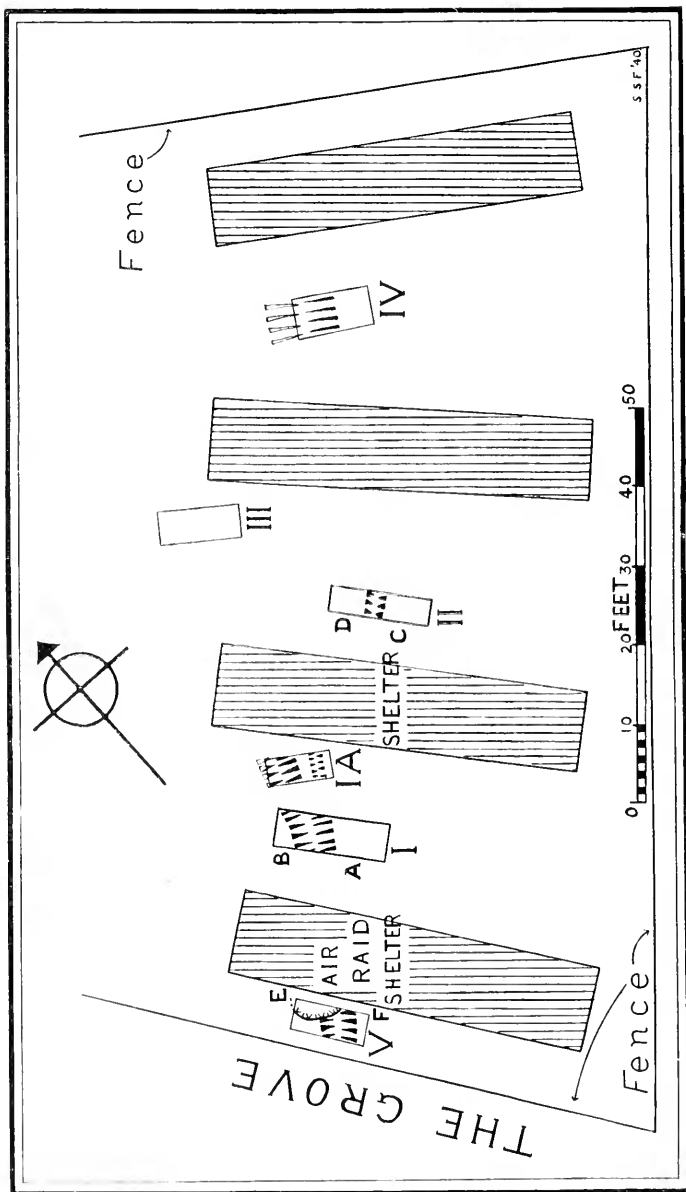 Fence
S S F '40
IV
III
D
C
II
SHELTER
IA
B
A
I
E
AIR
RAID
SHELTER
F
V
THE GROVE
Fence
0 10 20 30 40 50
FEET